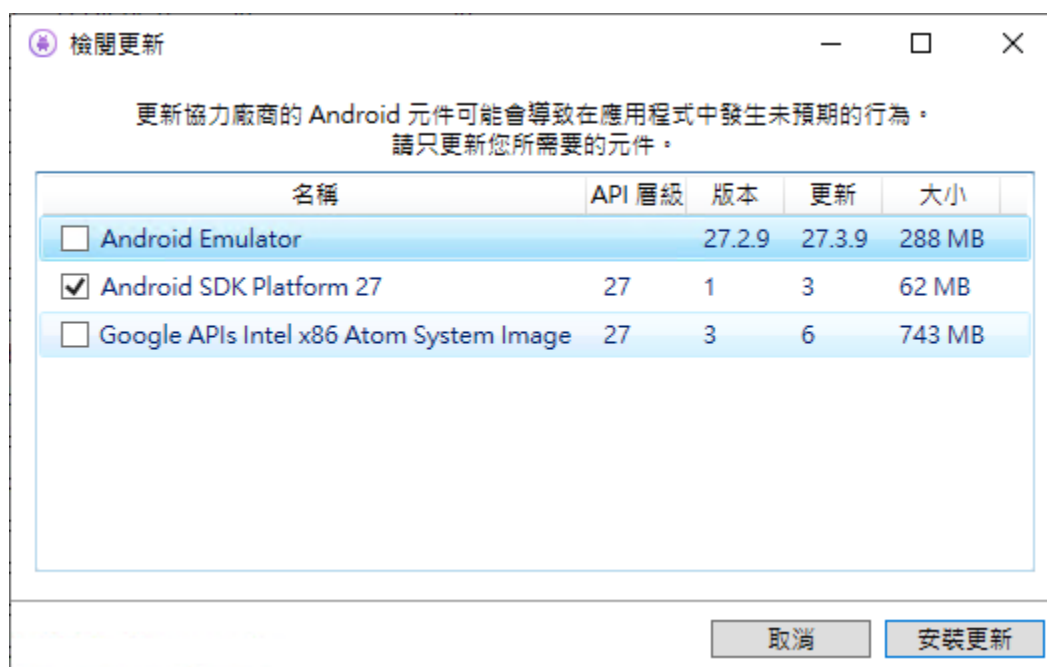 檢閱更新
更新協力廠商的 Android 元件可能會導致在應用程式中發生未預期的行為。
請只更新您所需要的元件。
名稱 API 層級 版本 更新 大小
Android Emulator 27.2.9 27.3.9 288 MB
Android SDK Platform 27 27 1 3 62 MB
Google APIs Intel x86 Atom System Image 27 3 6 743 MB
取消 安裝更新